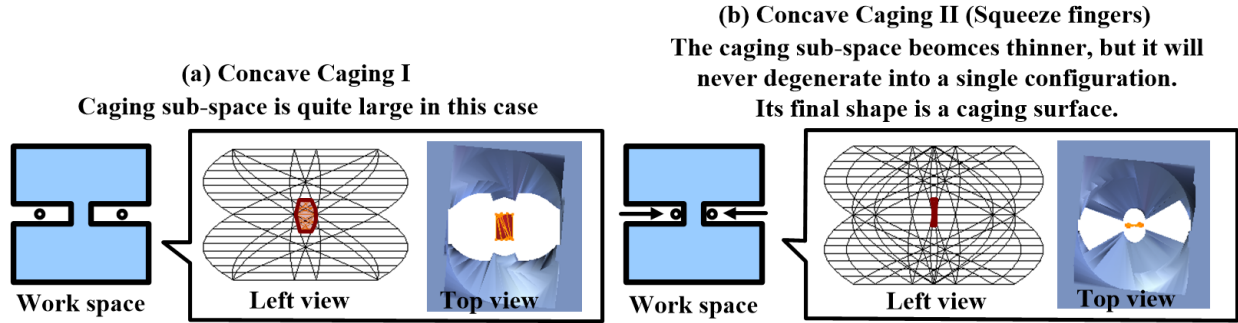 (a) Concave Caging I
Caging sub-space is quite large in this case
Work space
Left view
Top view
(b) Concave Caging II (Squeeze fingers)
The caging sub-space beomces thinner, but it will
never degenerate into a single configuration.
Its final shape is a caging surface.
Work space
Left view
Top view